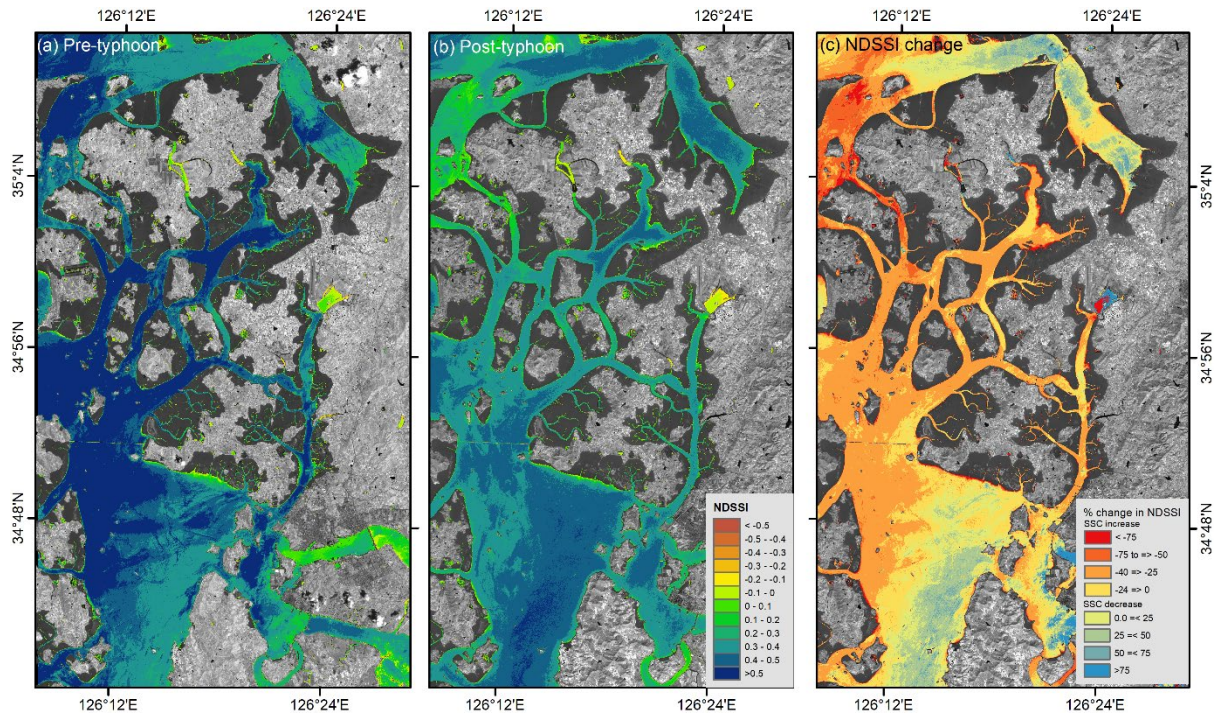 126°12'E 126°24'E 126°12'E 126°24'E 126°12'E 126°24'E
(a) Pre-typhoon (b) Post-typhoon (c) NDSSI change
35°4'N 35°4'N
34°56'N 34°56'N
34°48'N 34°48'N
NDSSI
< -0.5
-0.5 - -0.4
-0.4 - -0.3
-0.3 - -0.2
-0.2 - -0.1
-0.1 - 0
0 - 0.1
0.1 - 0.2
0.2 - 0.3
0.3 - 0.4
0.4 - 0.5
>0.5
% change in NDSSI
SSC increase
< -75
-75 to => -50
-40 => -25
-24 => 0
SSC decrease
0.0 =< 25
25 =< 50
50 =< 75
>75
126°12'E 126°24'E 126°12'E 126°24'E 126°12'E 126°24'E